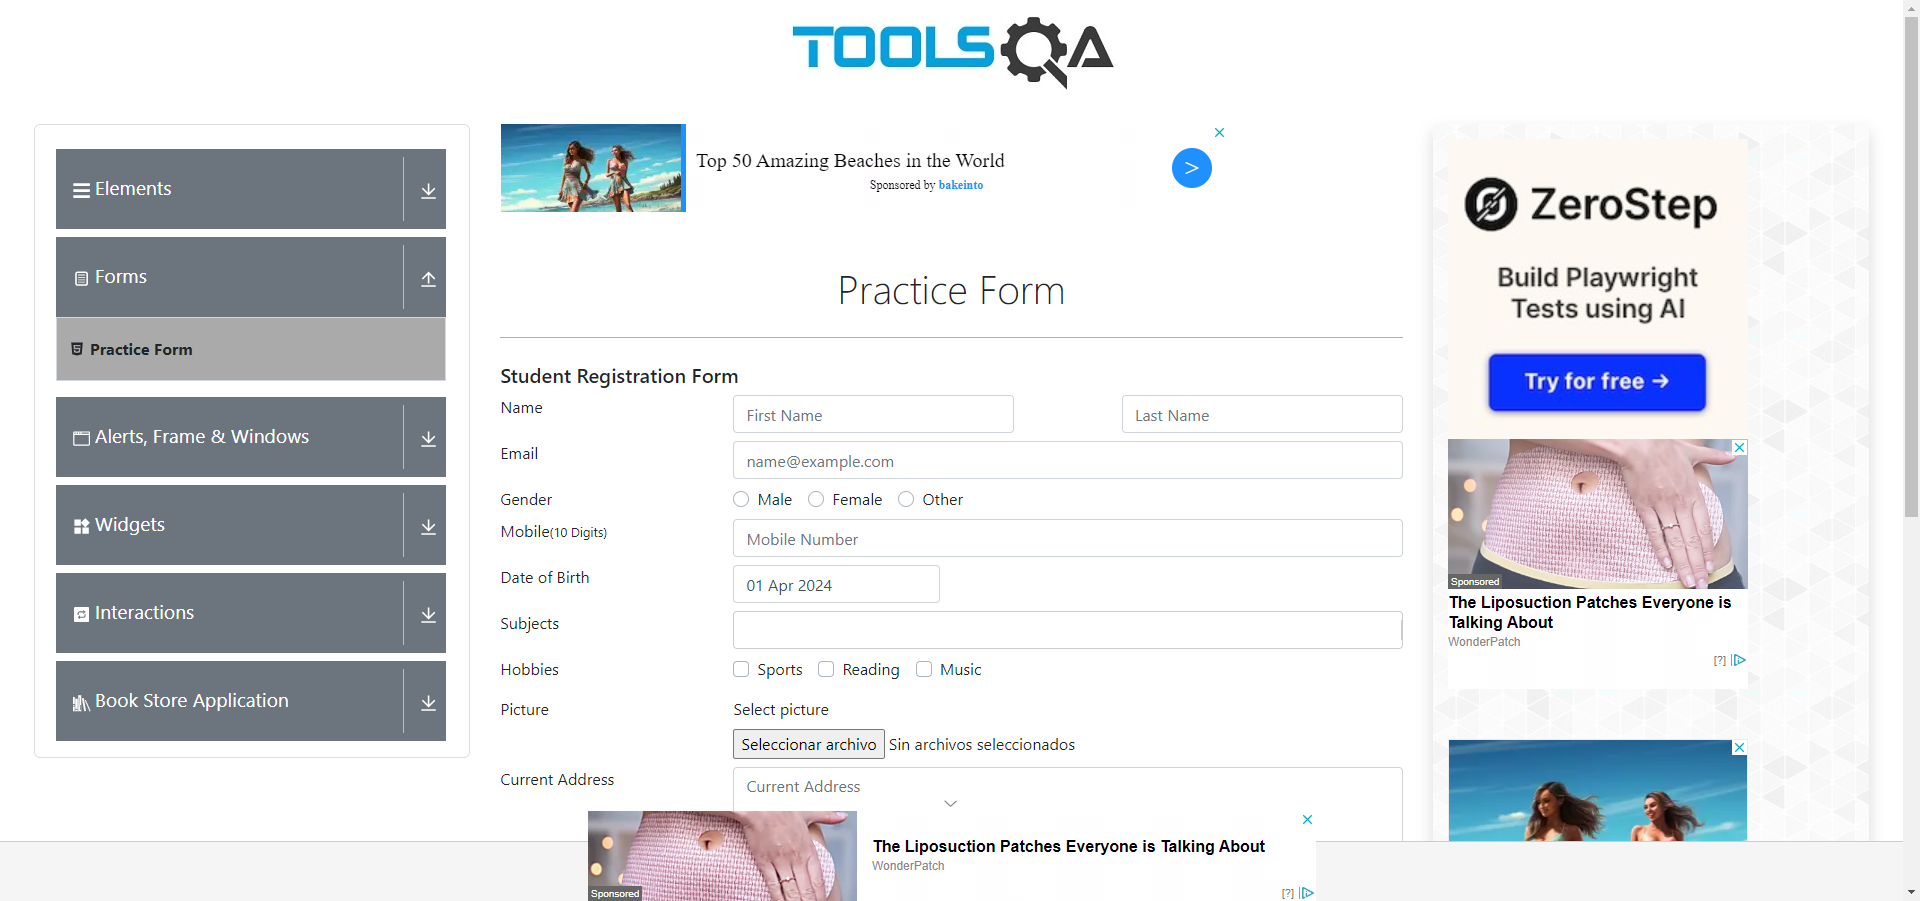 TOOLSQA
Elements
Forms
Practice Form
Alerts, Frame & Windows
Widgets
Interactions
Book Store Application
Top 50 Amazing Beaches in the World
Sponsored by bakeinto
>
Practice Form
Student Registration Form
Name First Name Last Name
Email name@example.com
Gender Male Female Other
Mobile(10 Digits) Mobile Number
Date of Birth 01 Apr 2024
Subjects
Hobbies Sports Reading Music
Picture Select picture
Seleccionar archivo Sin archivos seleccionados
Current Address Current Address
Sponsored
The Liposuction Patches Everyone is Talking About
WonderPatch
[?]
ZeroStep
Build Playwright
Tests using AI
Try for free →
Sponsored
The Liposuction Patches Everyone is
Talking About
WonderPatch
[?]